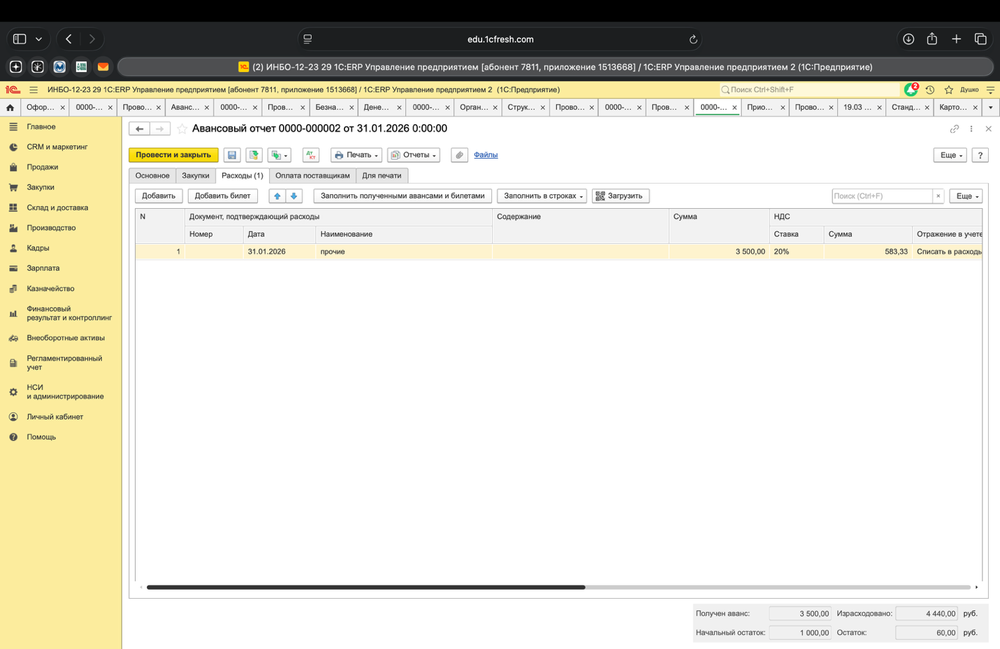 edu.1cfresh.com
(2) ИНБО-12-23 29 1С:ERP Управление предприятием [абонент 7811, приложение 1513668] / 1С:ERP Управление предприятием 2 (1С:Предприятие)
ИНБО-12-23 29 1С:ERP Управление предприятием [абонент 7811, приложение 1513668] / 1С:ERP Управление предприятием 2 (1С:Предприятие)
Поиск Ctrl+Shift+F
2
Душко
Офор... × 0000-... × Прово... × Аванс... × 0000-... × Пров... × Безна... × Дене... × 0000-... × Орган... × Струк... × Прово... × 0000-... × Пров... × 0000-... × Прио... × Прово... × 19.03 ... × Станд... × Карто... ×
Главное
CRM и маркетинг
Продажи
Закупки
Склад и доставка
Производство
Кадры
Зарплата
Казначейство
Финансовый
результат и контроллинг
Внеоборотные активы
Регламентированный
учет
НСИ
и администрирование
Личный кабинет
Помощь
Авансовый отчет 0000-000002 от 31.01.2026 0:00:00
Провести и закрыть Дт Кт Печать Отчеты Файлы Еще ?
Основное Закупки Расходы (1) Оплата поставщикам Для печати
Добавить Добавить билет Заполнить полученными авансами и билетами Заполнить в строках Загрузить Поиск (Ctrl+F) × Еще
N Документ, подтверждающий расходы Содержание Сумма НДС
Номер Дата Наименование Ставка Сумма Отражение в учете
1 31.01.2026 прочие 3 500,00 20% 583,33 Списать в расходы
Получен аванс: 3 500,00 Израсходовано: 4 440,00 руб.
Начальный остаток: 1 000,00 Остаток: 60,00 руб.